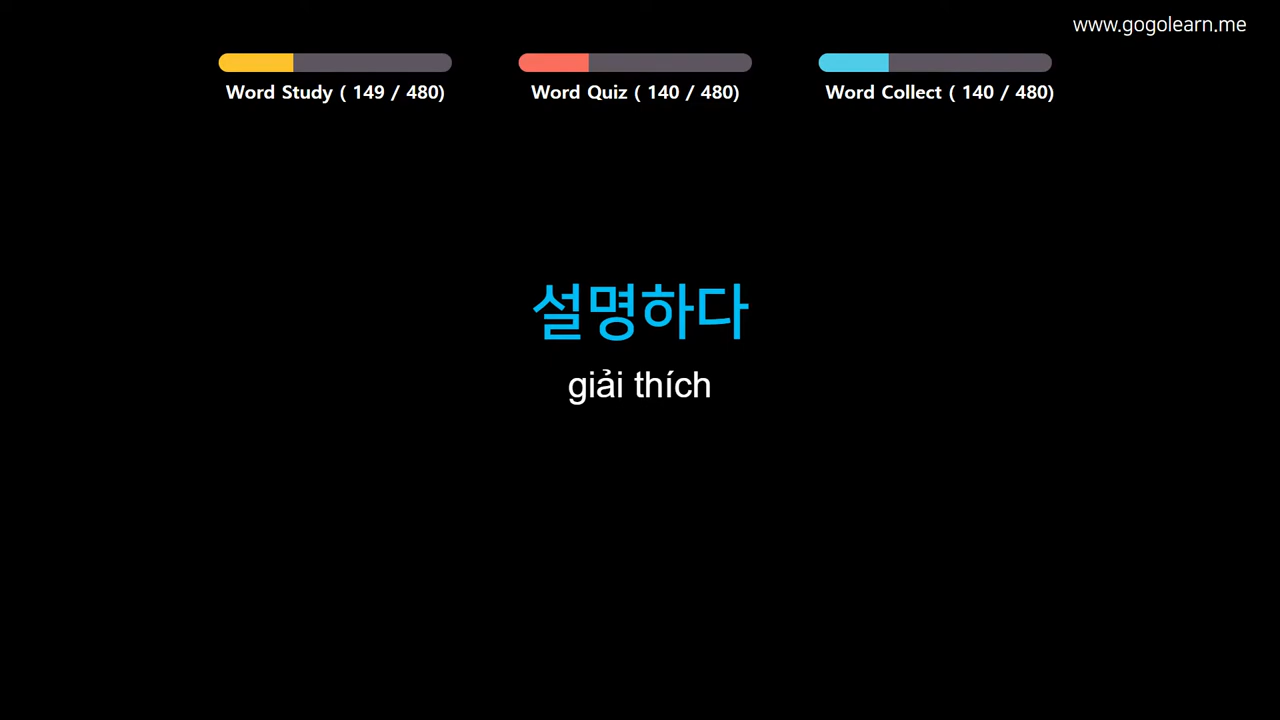 www.gogolearn.me
Word Study ( 149 / 480)
Word Quiz ( 140 / 480)
Word Collect ( 140 / 480)
설명하다
giải thích